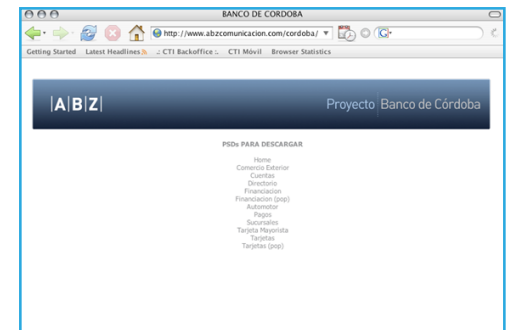 BANCO DE CORDOBA
http://www.abzcomunicacion.com/cordoba/
Getting Started Latest Headlines .: CTI Backoffice :. CTI Móvil Browser Statistics
|A|B|Z| Proyecto Banco de Córdoba
PSDs PARA DESCARGAR
Home
Comercio Exterior
Cuentas
Directorio
Financiacion
Financiacion (pop)
Automotor
Pagos
Sucursales
Tarjeta Mayorista
Tarjetas
Tarjetas (pop)